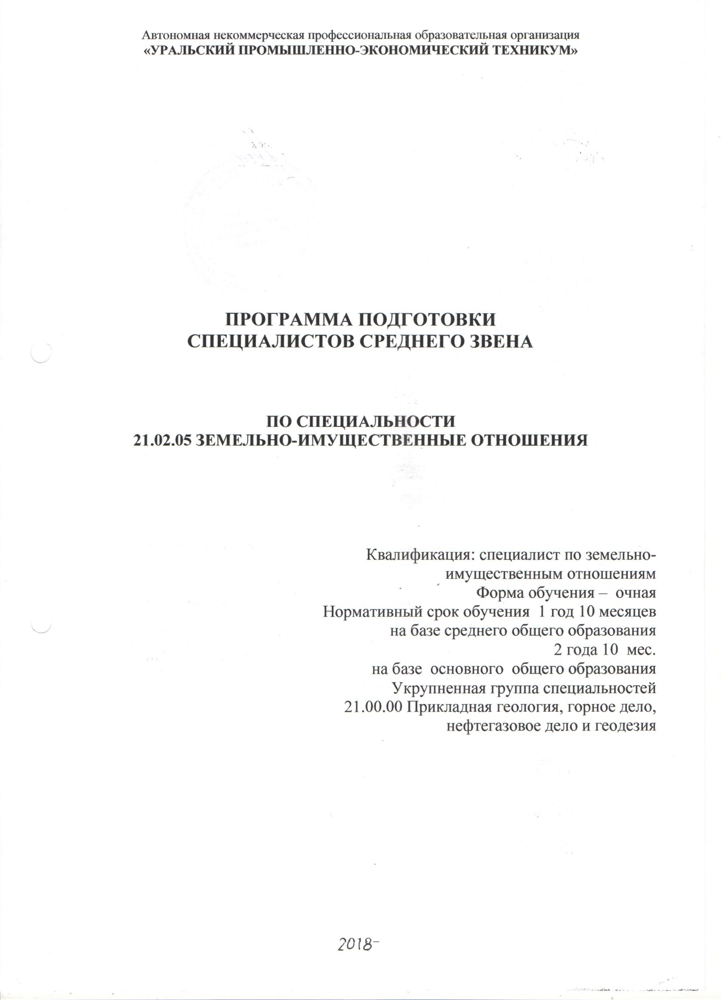 Автономная некоммерческая профессиональная образовательная организация
«УРАЛЬСКИЙ ПРОМЫШЛЕННО-ЭКОНОМИЧЕСКИЙ ТЕХНИКУМ»
ПРОГРАММА ПОДГОТОВКИ
СПЕЦИАЛИСТОВ СРЕДНЕГО ЗВЕНА
ПО СПЕЦИАЛЬНОСТИ
21.02.05 ЗЕМЕЛЬНО-ИМУЩЕСТВЕННЫЕ ОТНОШЕНИЯ
Квалификация: специалист по земельно-
имущественным отношениям
Форма обучения – очная
Нормативный срок обучения 1 год 10 месяцев
на базе среднего общего образования
2 года 10 мес.
на базе основного общего образования
Укрупненная группа специальностей
21.00.00 Прикладная геология, горное дело,
нефтегазовое дело и геодезия
2018-